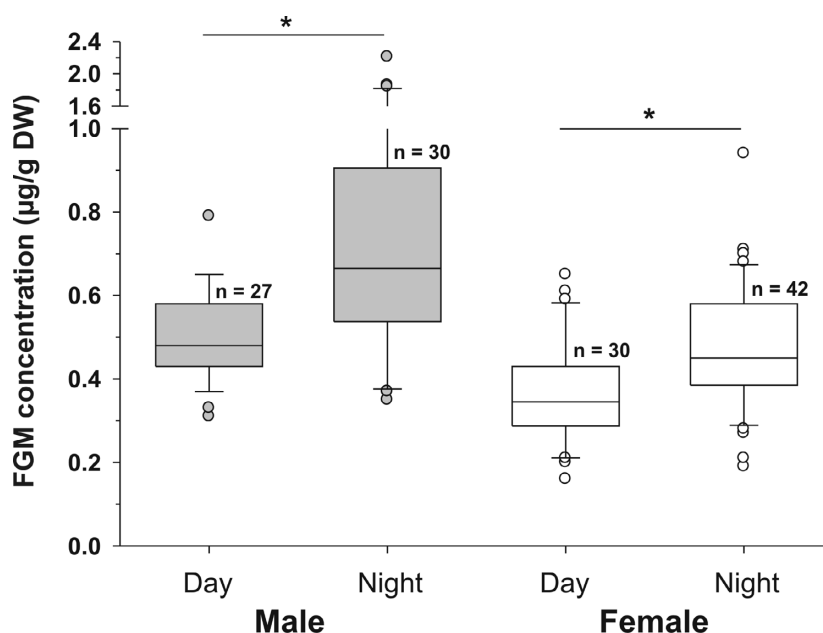 *
2.4
2.0
1.6
1.0
0.8
0.6
0.4
0.2
0.0
FGM concentration (µg/g DW)
n = 30
*
n = 27
n = 42
n = 30
Day Night Day Night
Male Female